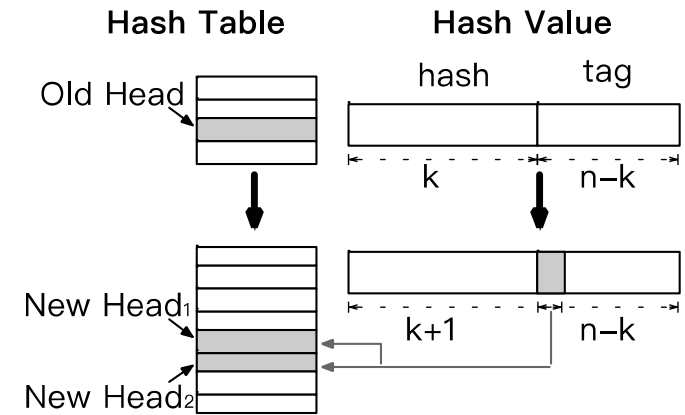 Hash Table
Hash Value
Old Head
hash
tag
k
n-k
New Head1
New Head2
k+1
n-k